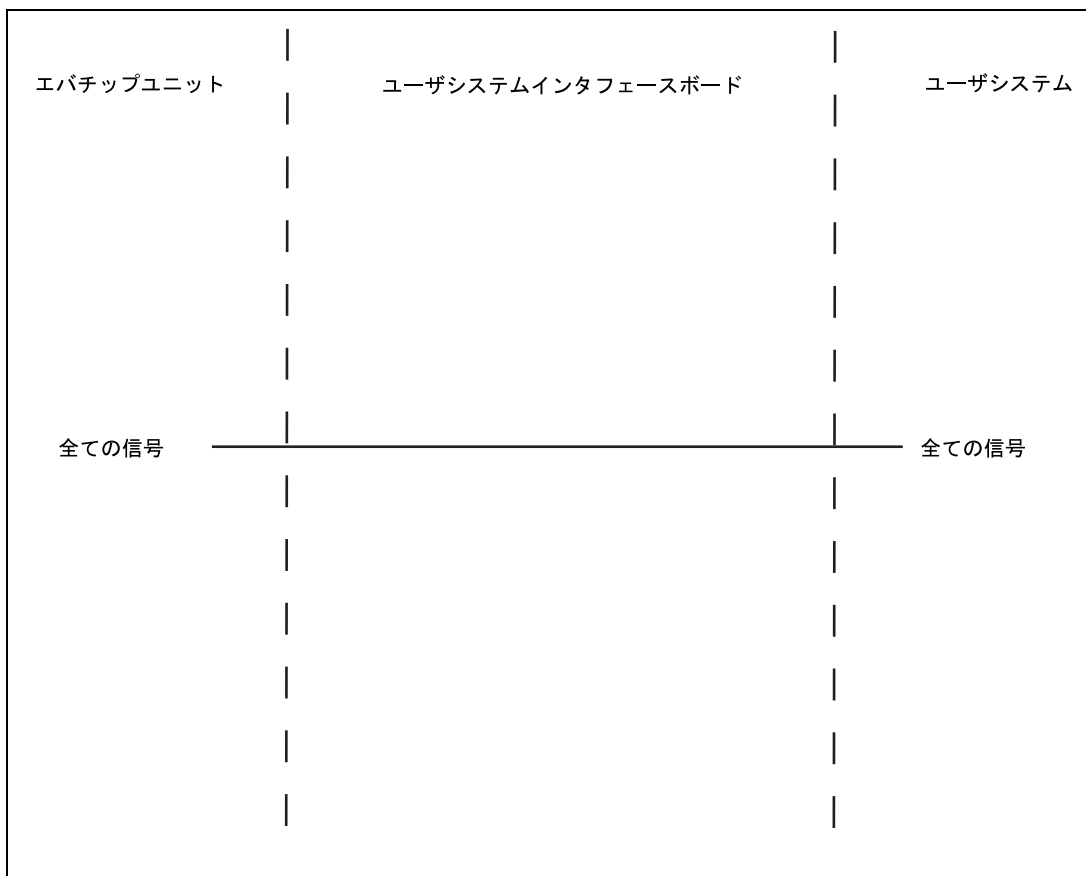 エバチップユニット
ユーザシステムインタフェースボード
ユーザシステム
全ての信号
全ての信号